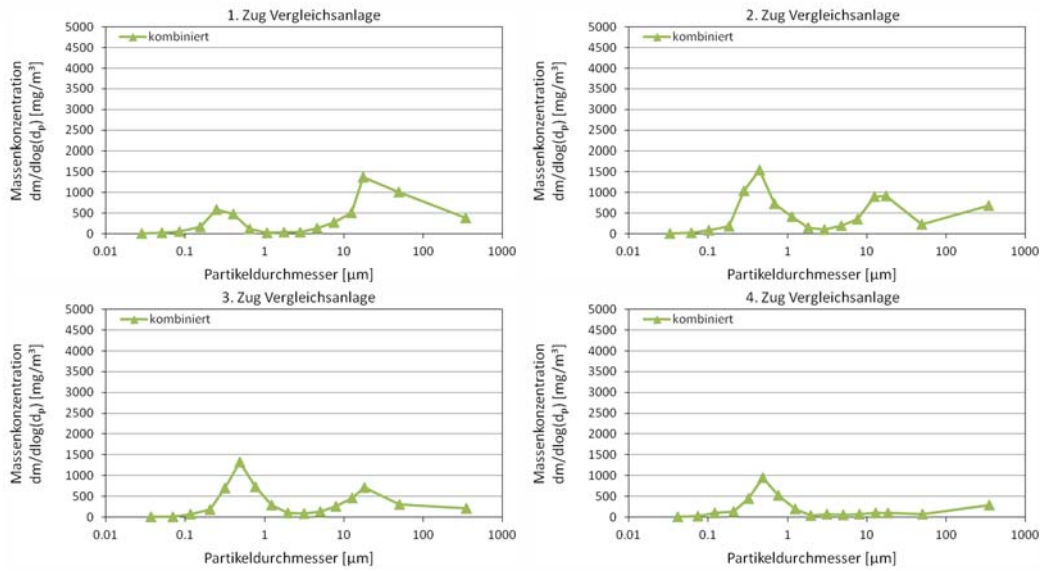 1. Zug Vergleichsanlage
kombiniert
Massenkonzentration
dm/dlog(dₚ) [mg/m³]
5000
4500
4000
3500
3000
2500
2000
1500
1000
500
0
0.01 0.1 1 10 100 1000
Partikeldurchmesser [µm]
2. Zug Vergleichsanlage
kombiniert
Massenkonzentration
dm/dlog(dₚ) [mg/m³]
5000
4500
4000
3500
3000
2500
2000
1500
1000
500
0
0.01 0.1 1 10 100 1000
Partikeldurchmesser [µm]
3. Zug Vergleichsanlage
kombiniert
Massenkonzentration
dm/dlog(dₚ) [mg/m³]
5000
4500
4000
3500
3000
2500
2000
1500
1000
500
0
0.01 0.1 1 10 100 1000
Partikeldurchmesser [µm]
4. Zug Vergleichsanlage
kombiniert
Massenkonzentration
dm/dlog(dₚ) [mg/m³]
5000
4500
4000
3500
3000
2500
2000
1500
1000
500
0
0.01 0.1 1 10 100 1000
Partikeldurchmesser [µm]